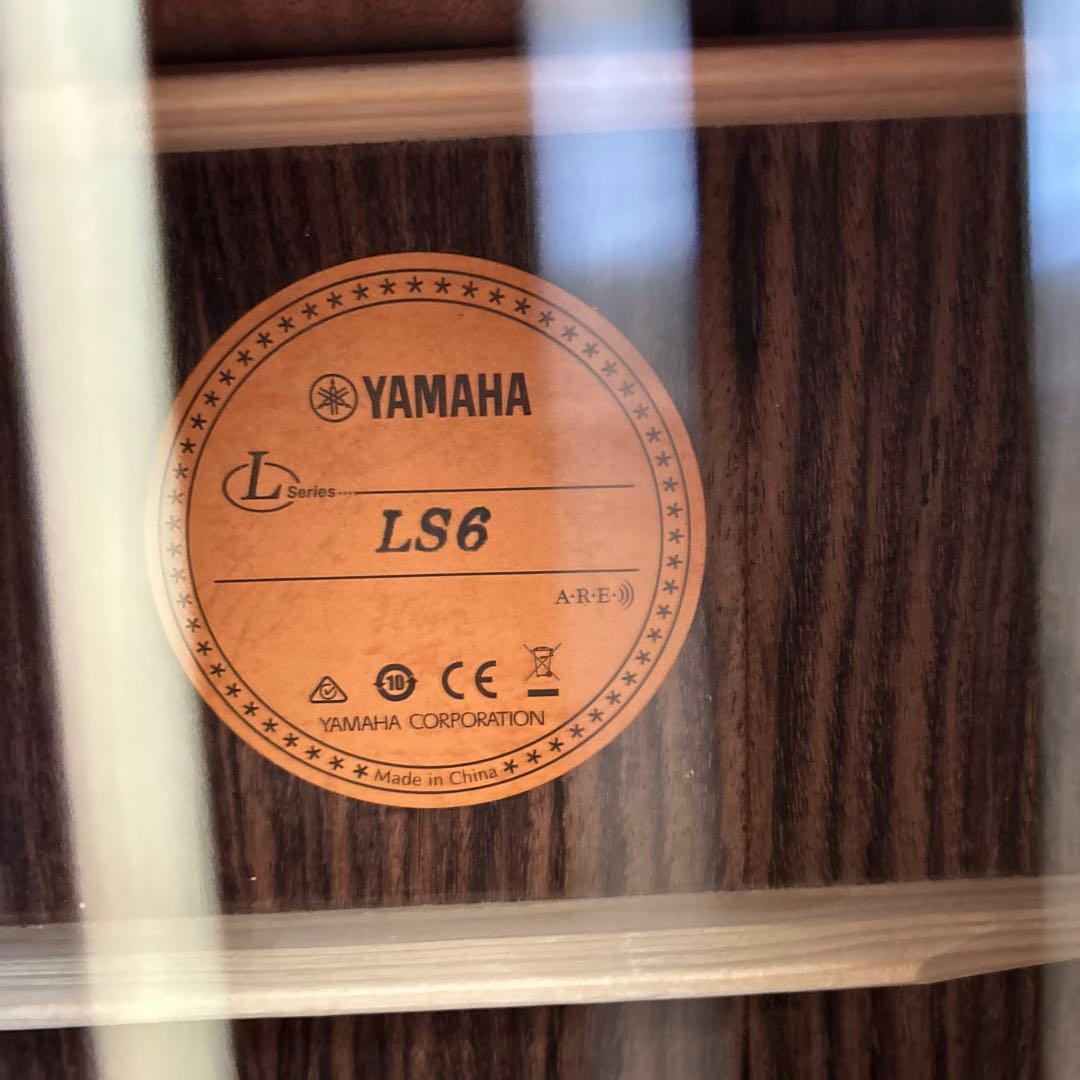 YAMAHA
L Series
LS6
A·R·E·
10 CE
YAMAHA CORPORATION
Made in China